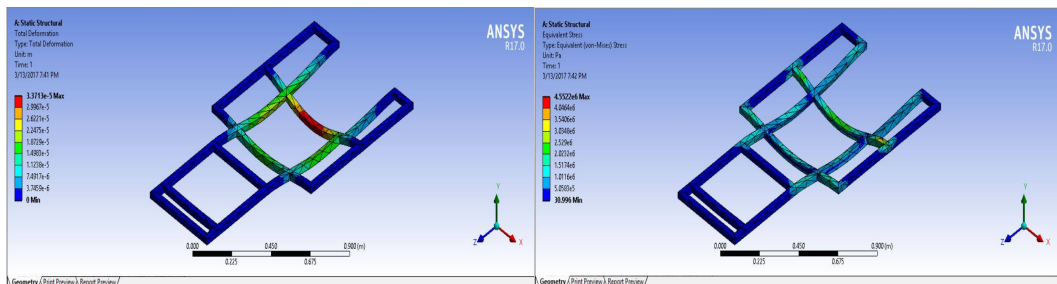 A: Static Structural
Total Deformation
Type: Total Deformation
Unit: m
Time: 1
3/13/2017 7:41 PM
3.3713e-5 Max
2.9967e-5
2.6221e-5
2.2475e-5
1.8729e-5
1.4983e-5
1.1238e-5
7.4917e-6
3.7459e-6
0 Min
ANSYS
R17.0
Y
Z
X
0.000
0.450
0.900 (m)
0.225
0.675
Geometry / Print Preview / Report Preview /
A: Static Structural
Equivalent Stress
Type: Equivalent (von-Mises) Stress
Unit: Pa
Time: 1
3/13/2017 7:42 PM
4.5522e6 Max
4.0464e6
3.5406e6
3.0348e6
2.529e6
2.0232e6
1.5174e6
1.0116e6
5.0583e5
30.996 Min
ANSYS
R17.0
Y
Z
X
0.000
0.450
0.900 (m)
0.225
0.675
Geometry / Print Preview / Report Preview /